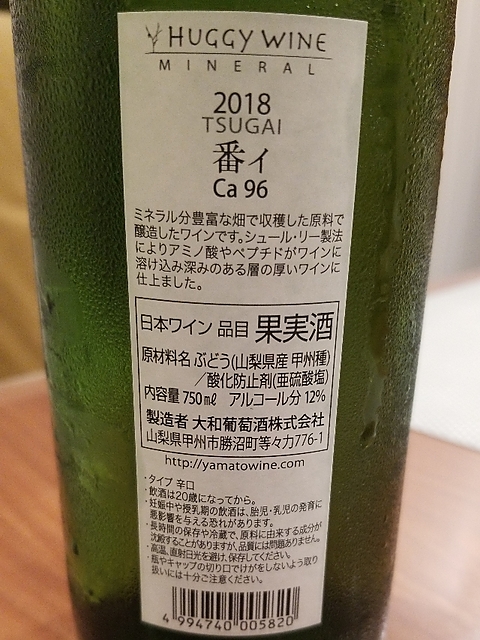 HUGGY WINE
MINERAL
2018
TSUGAI
番イ
Ca 96
ミネラル分豊富な畑で収穫した原料で
醸造したワインです。シュール・リー製法
によりアミノ酸やペプチドがワインに
溶け込み深みのある層の厚いワインに
仕上ました。
日本ワイン 品目 果実酒
原材料名 ぶどう(山梨県産 甲州種)
/酸化防止剤(亜硫酸塩)
内容量 750㎖ アルコール分 12%
製造者 大和葡萄酒株式会社
山梨県甲州市勝沼町等々力776-1
http://yamatowine.com
・タイプ 辛口
・飲酒は20歳になってから。
・妊娠中や授乳期の飲酒は、胎児・乳児の発育に
悪影響を与える恐れがあります。
・長時間の保存や冷蔵で、原料に由来する成分が
沈殿することがありますが、品質には問題ありません。
・高温、直射日光を避け、保存してください。
・瓶やキャップの切り口でけがをしないよう取り
扱いには十分ご注意ください。
4 994740 005820